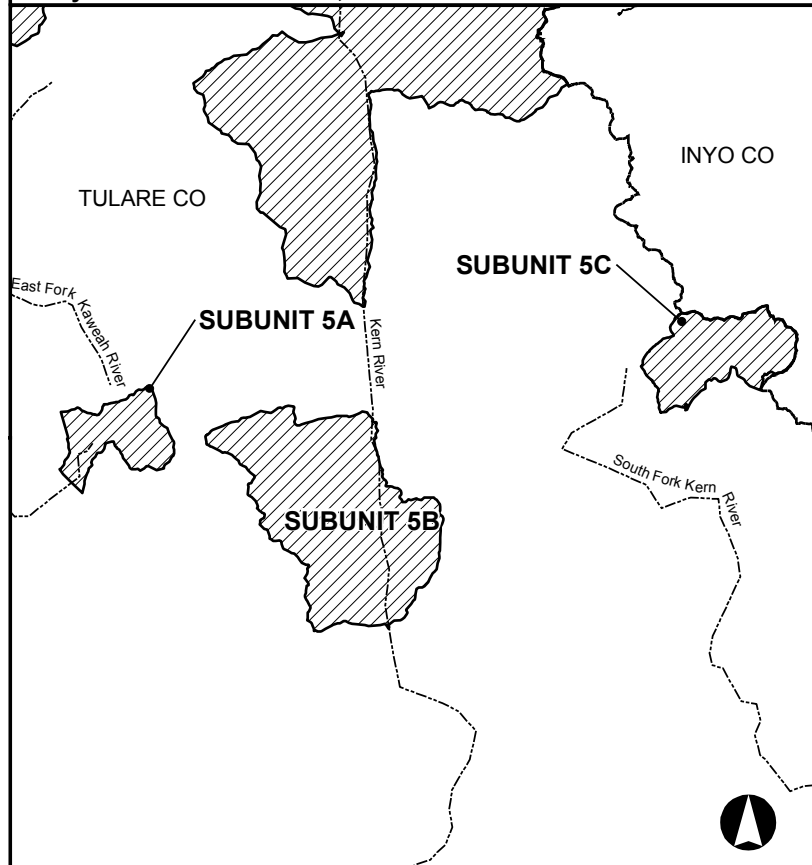 INYO CO
TULARE CO
SUBUNIT 5C
East Fork Kaweah River
SUBUNIT 5A
Kern River
South Fork Kern River
SUBUNIT 5B